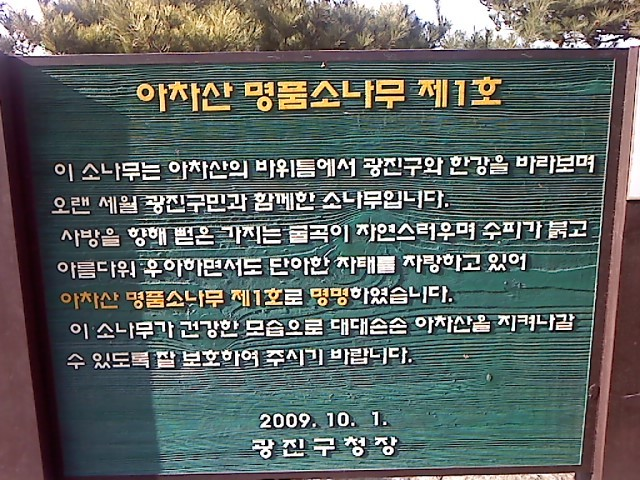 아차산 명품소나무 제1호
이 소나무는 아차산의 바위틈에서 광진구와 한강을 바라보며
오랜 세월 광진구민과 함께한 소나무입니다.
사방을 향해 뻗은 가지는 굴곡이 자연스러우며 수피가 붉고
아름다워 우아하면서도 단아한 자태를 자랑하고 있어
아차산 명품소나무 제1호로 명명하였습니다.
이 소나무가 건강한 모습으로 대대손손 아차산을 지켜나갈
수 있도록 잘 보호하여 주시기 바랍니다.
2009. 10. 1.
광진구청장